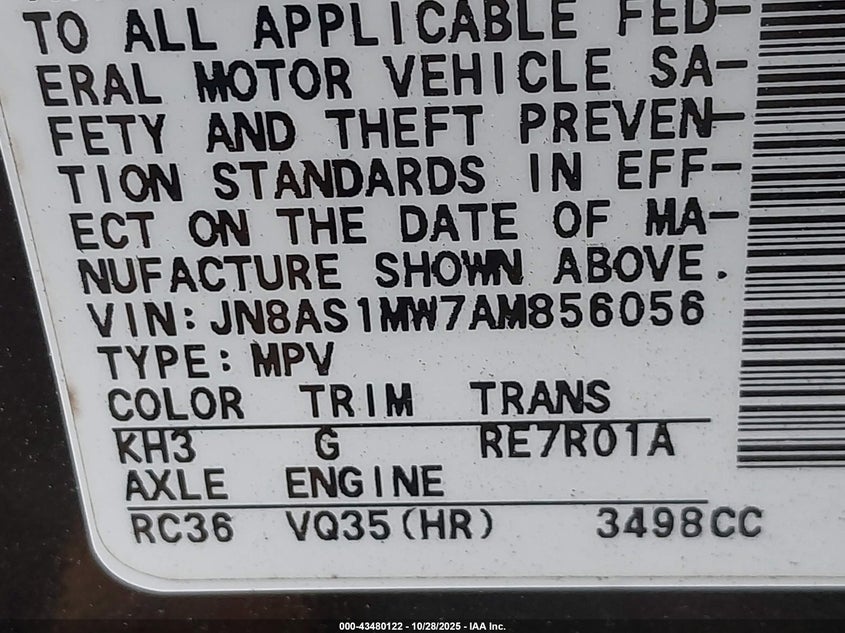 TO ALL APPLICABLE FED-
ERAL MOTOR VEHICLE SA-
FETY AND THEFT PREVEN-
TION STANDARDS IN EFF-
ECT ON THE DATE OF MA-
NUFACTURE SHOWN ABOVE.
VIN:JN8AS1MW7AM856056
TYPE:MPV
COLOR TRIM TRANS
KH3 G RE7R01A
AXLE ENGINE
RC36 VQ35(HR) 3498CC
000-43480122 - 10/28/2025 - IAA Inc.